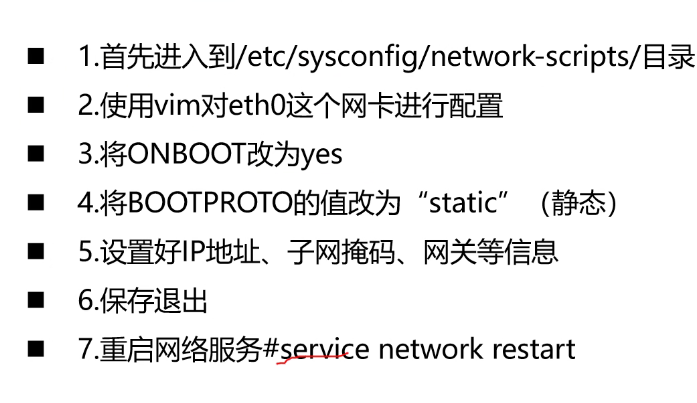 ■ 1.首先进入到/etc/sysconfig/network-scripts/目录
■ 2.使用vim对eth0这个网卡进行配置
■ 3.将ONBOOT改为yes
■ 4.将BOOTPROTO的值改为“static”（静态）
■ 5.设置好IP地址、子网掩码、网关等信息
■ 6.保存退出
■ 7.重启网络服务#service network restart